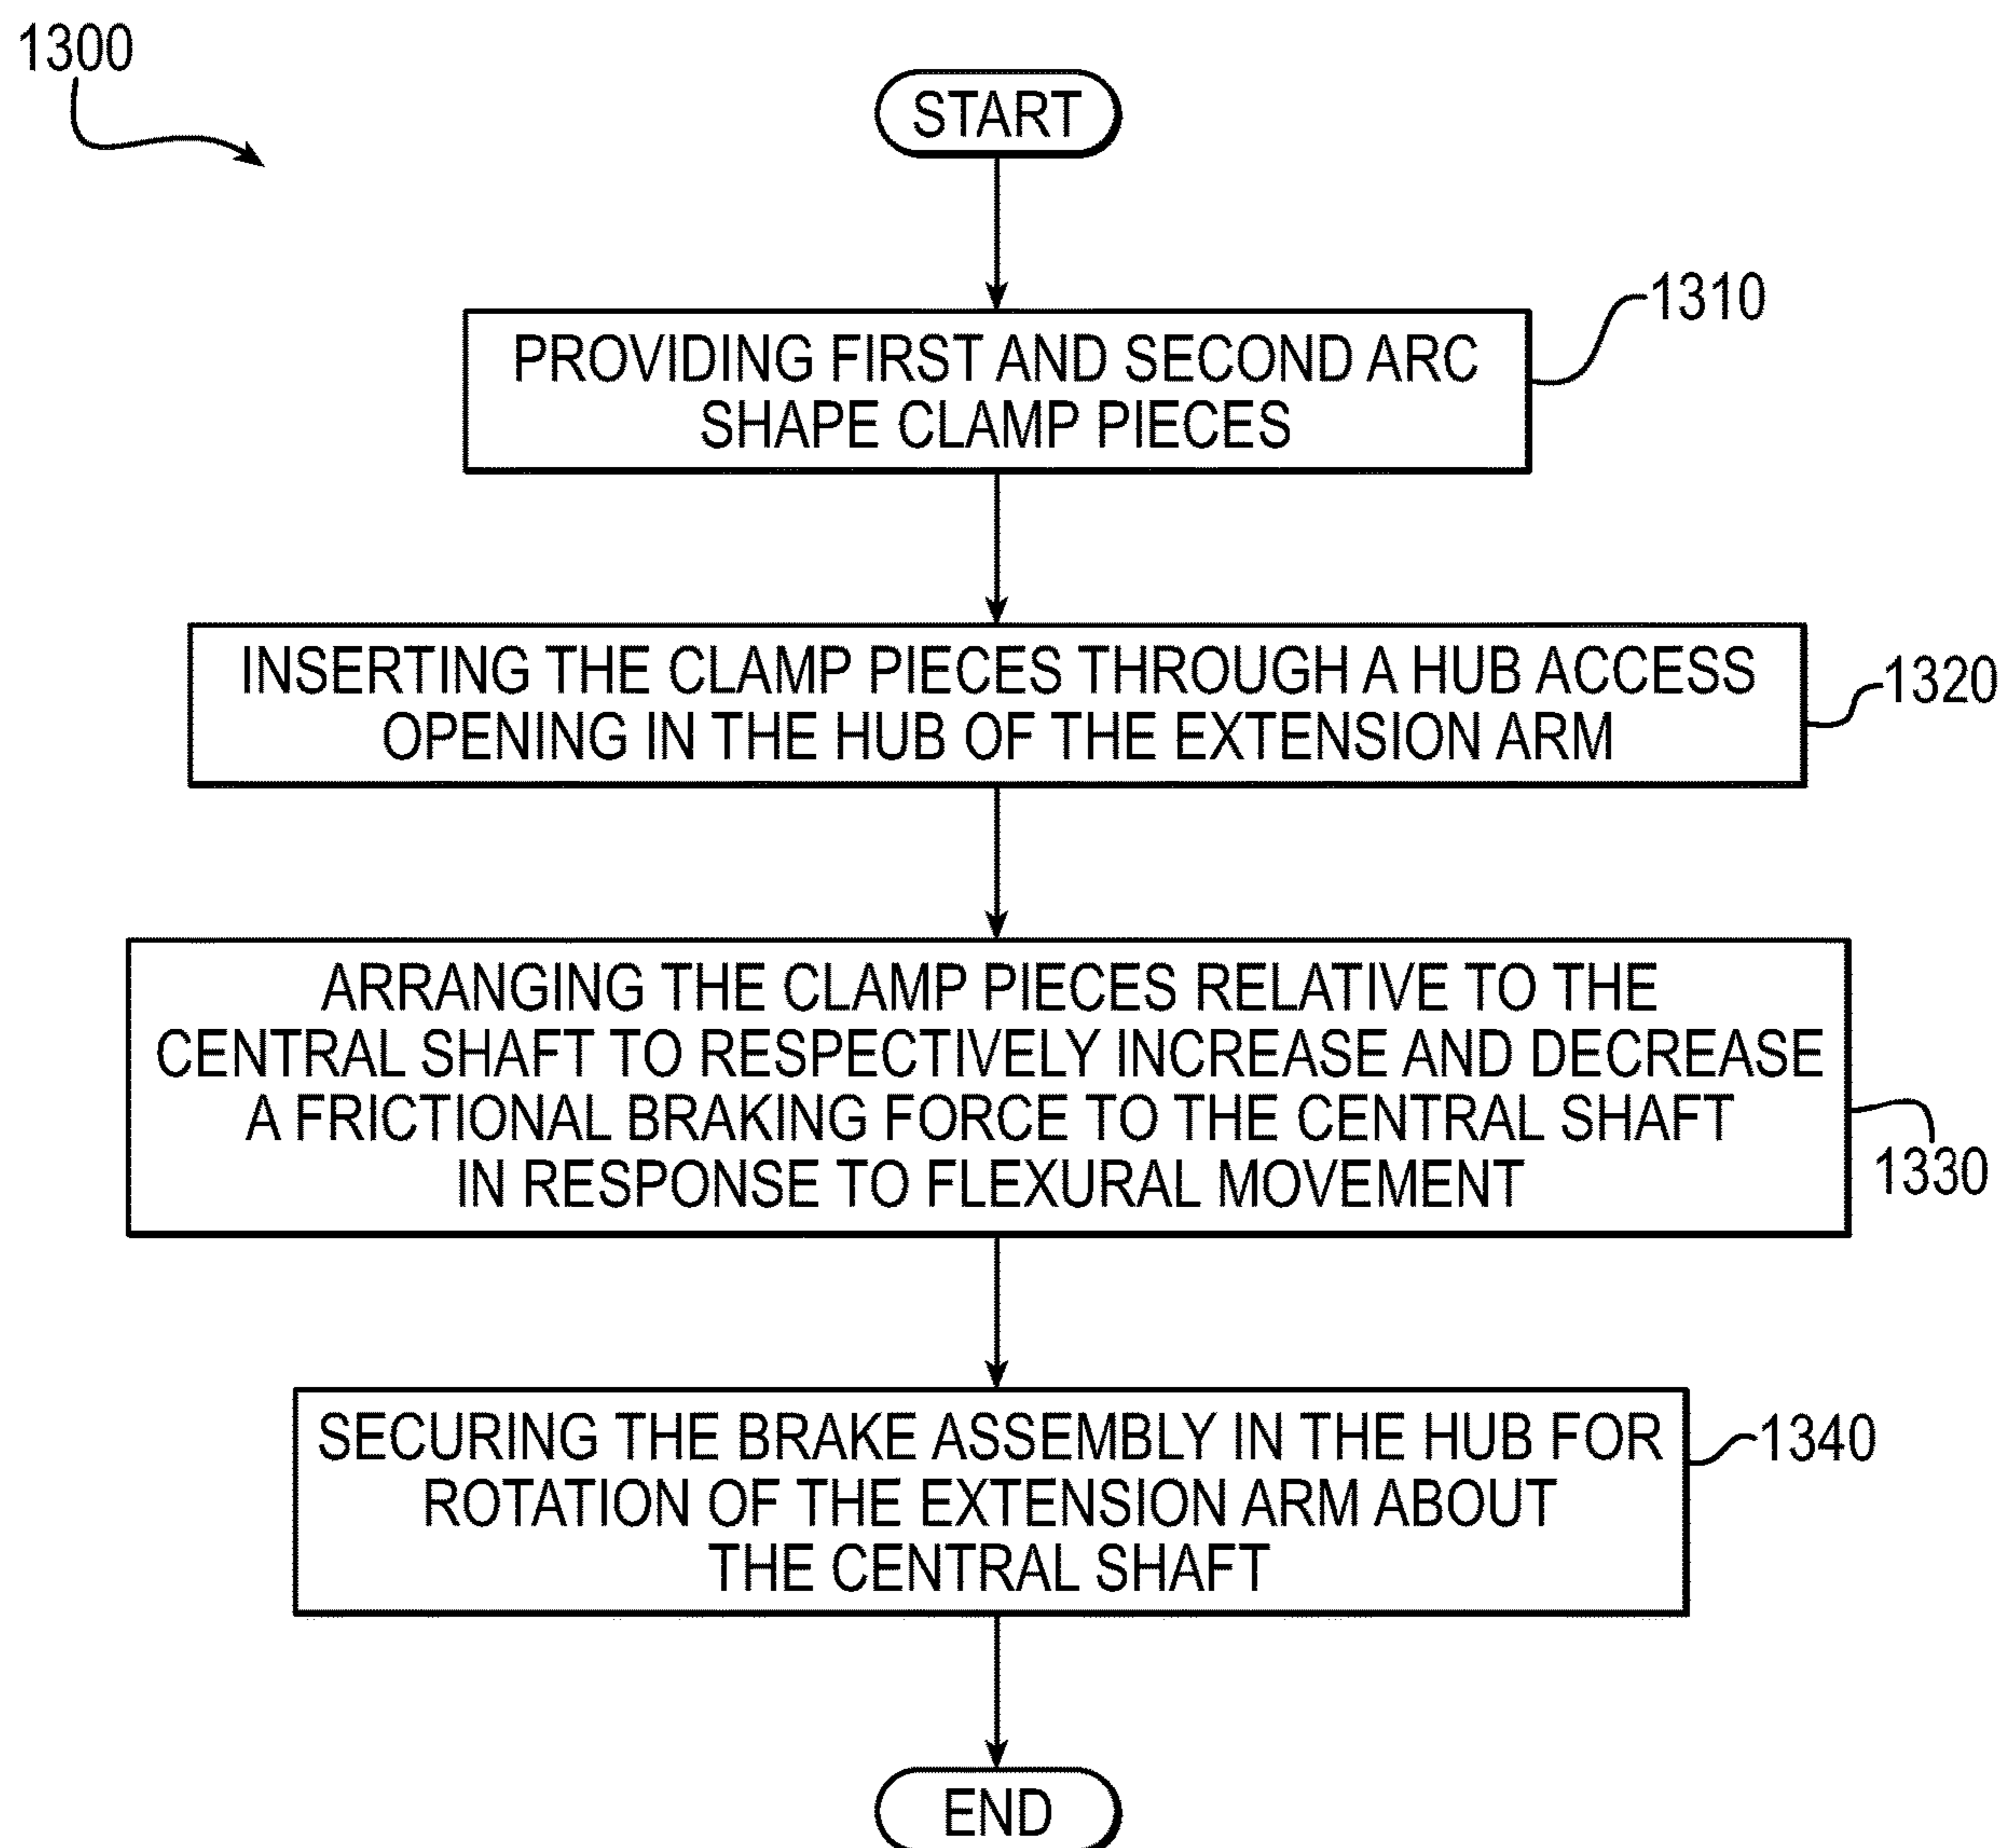 1300
START
1310
PROVIDING FIRST AND SECOND ARC
SHAPE CLAMP PIECES
1320
INSERTING THE CLAMP PIECES THROUGH A HUB ACCESS
OPENING IN THE HUB OF THE EXTENSION ARM
ARRANGING THE CLAMP PIECES RELATIVE TO THE
CENTRAL SHAFT TO RESPECTIVELY INCREASE AND DECREASE
A FRICTIONAL BRAKING FORCE TO THE CENTRAL SHAFT
IN RESPONSE TO FLEXURAL MOVEMENT
1330
SECURING THE BRAKE ASSEMBLY IN THE HUB FOR
ROTATION OF THE EXTENSION ARM ABOUT
THE CENTRAL SHAFT
1340
END